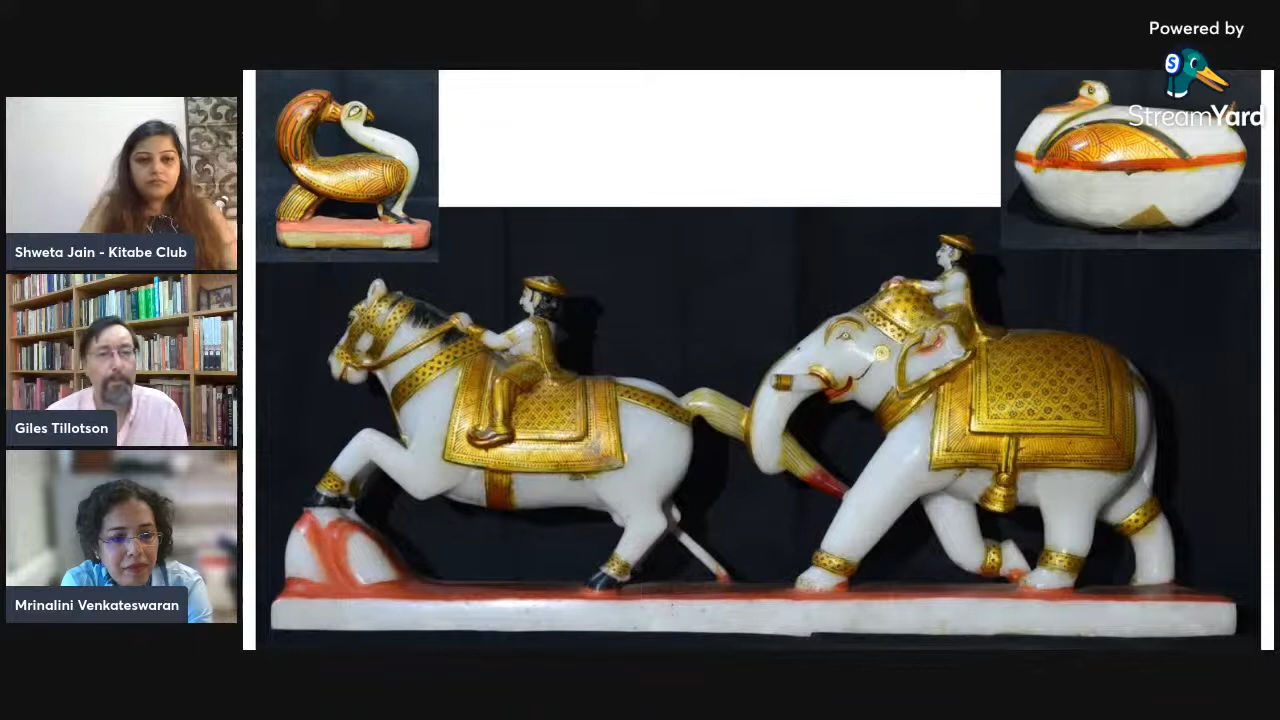 Powered by
S
StreamYard
Shweta Jain - Kitabe Club
Giles Tillotson
Mrinalini Venkateswaran